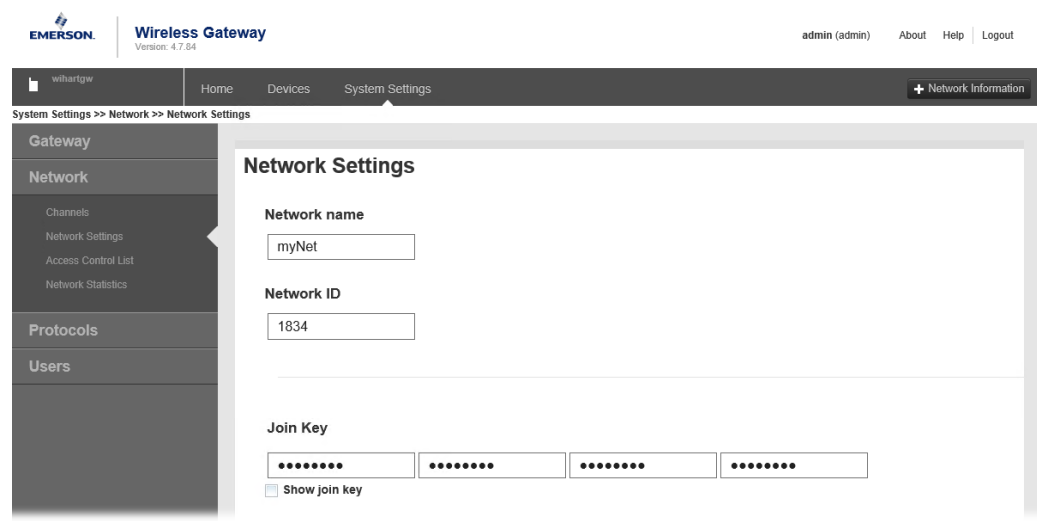 EMERSON.
Wireless Gateway
Version: 4.7.84
admin (admin) About Help Logout
wihartgw
Home Devices System Settings
+ Network Information
System Settings >> Network >> Network Settings
Gateway
Network
Channels
Network Settings
Access Control List
Network Statistics
Protocols
Users
Network Settings
Network name
myNet
Network ID
1834
Join Key
●●●●●●●● ●●●●●●●● ●●●●●●●● ●●●●●●●●
Show join key